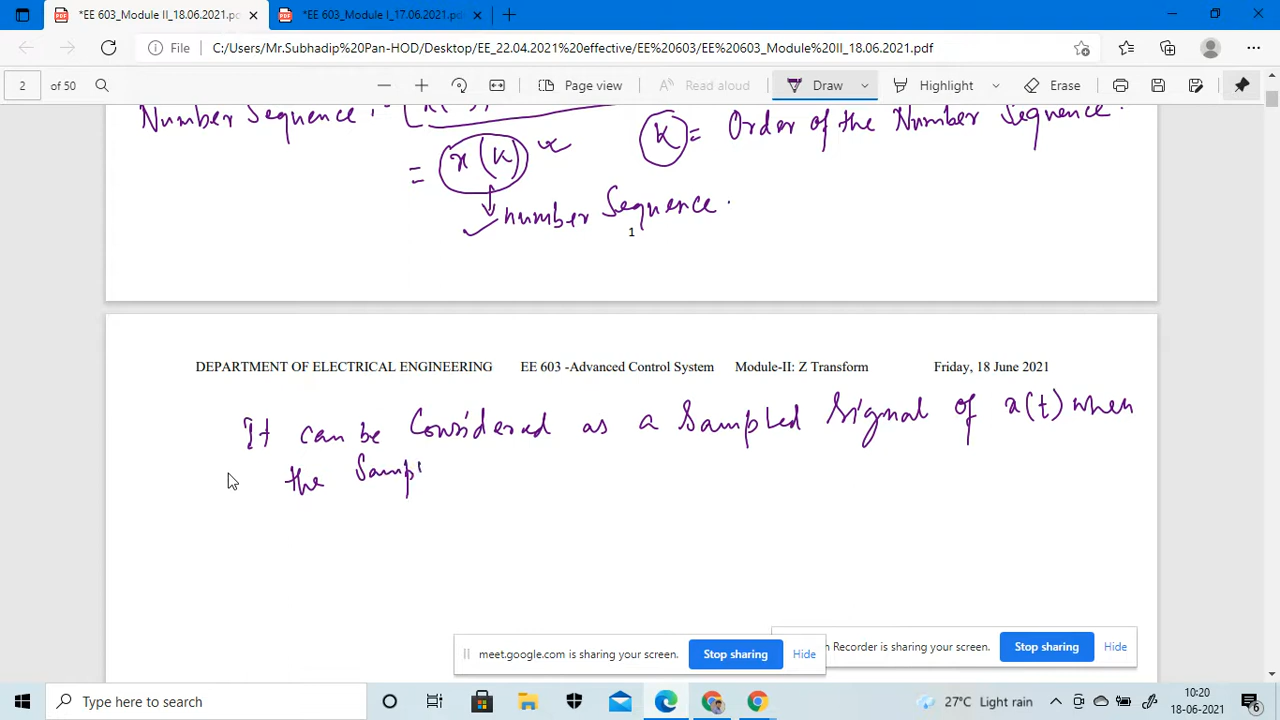 *EE 603_Module II_18.06.2021.pdf
*EE 603_Module I_17.06.2021.pdf
File C:/Users/Mr.Subhadip%20Pan-HOD/Desktop/EE_22.04.2021%20effective/EE%20603/EE%20603_Module%20II_18.06.2021.pdf
2 of 50 Page view Read aloud Draw Highlight Erase
Number Sequence.
k = Order of the Number Sequence.
= x(k)
number Sequence.
1
DEPARTMENT OF ELECTRICAL ENGINEERING EE 603 -Advanced Control System Module-II: Z Transform Friday, 18 June 2021
It can be Considered as a Sampled Signal of x(t) when
the Samp
meet.google.com is sharing your screen. Stop sharing Hide
n Recorder is sharing your screen. Stop sharing Hide
Type here to search
27°C Light rain
10:20
18-06-2021
6